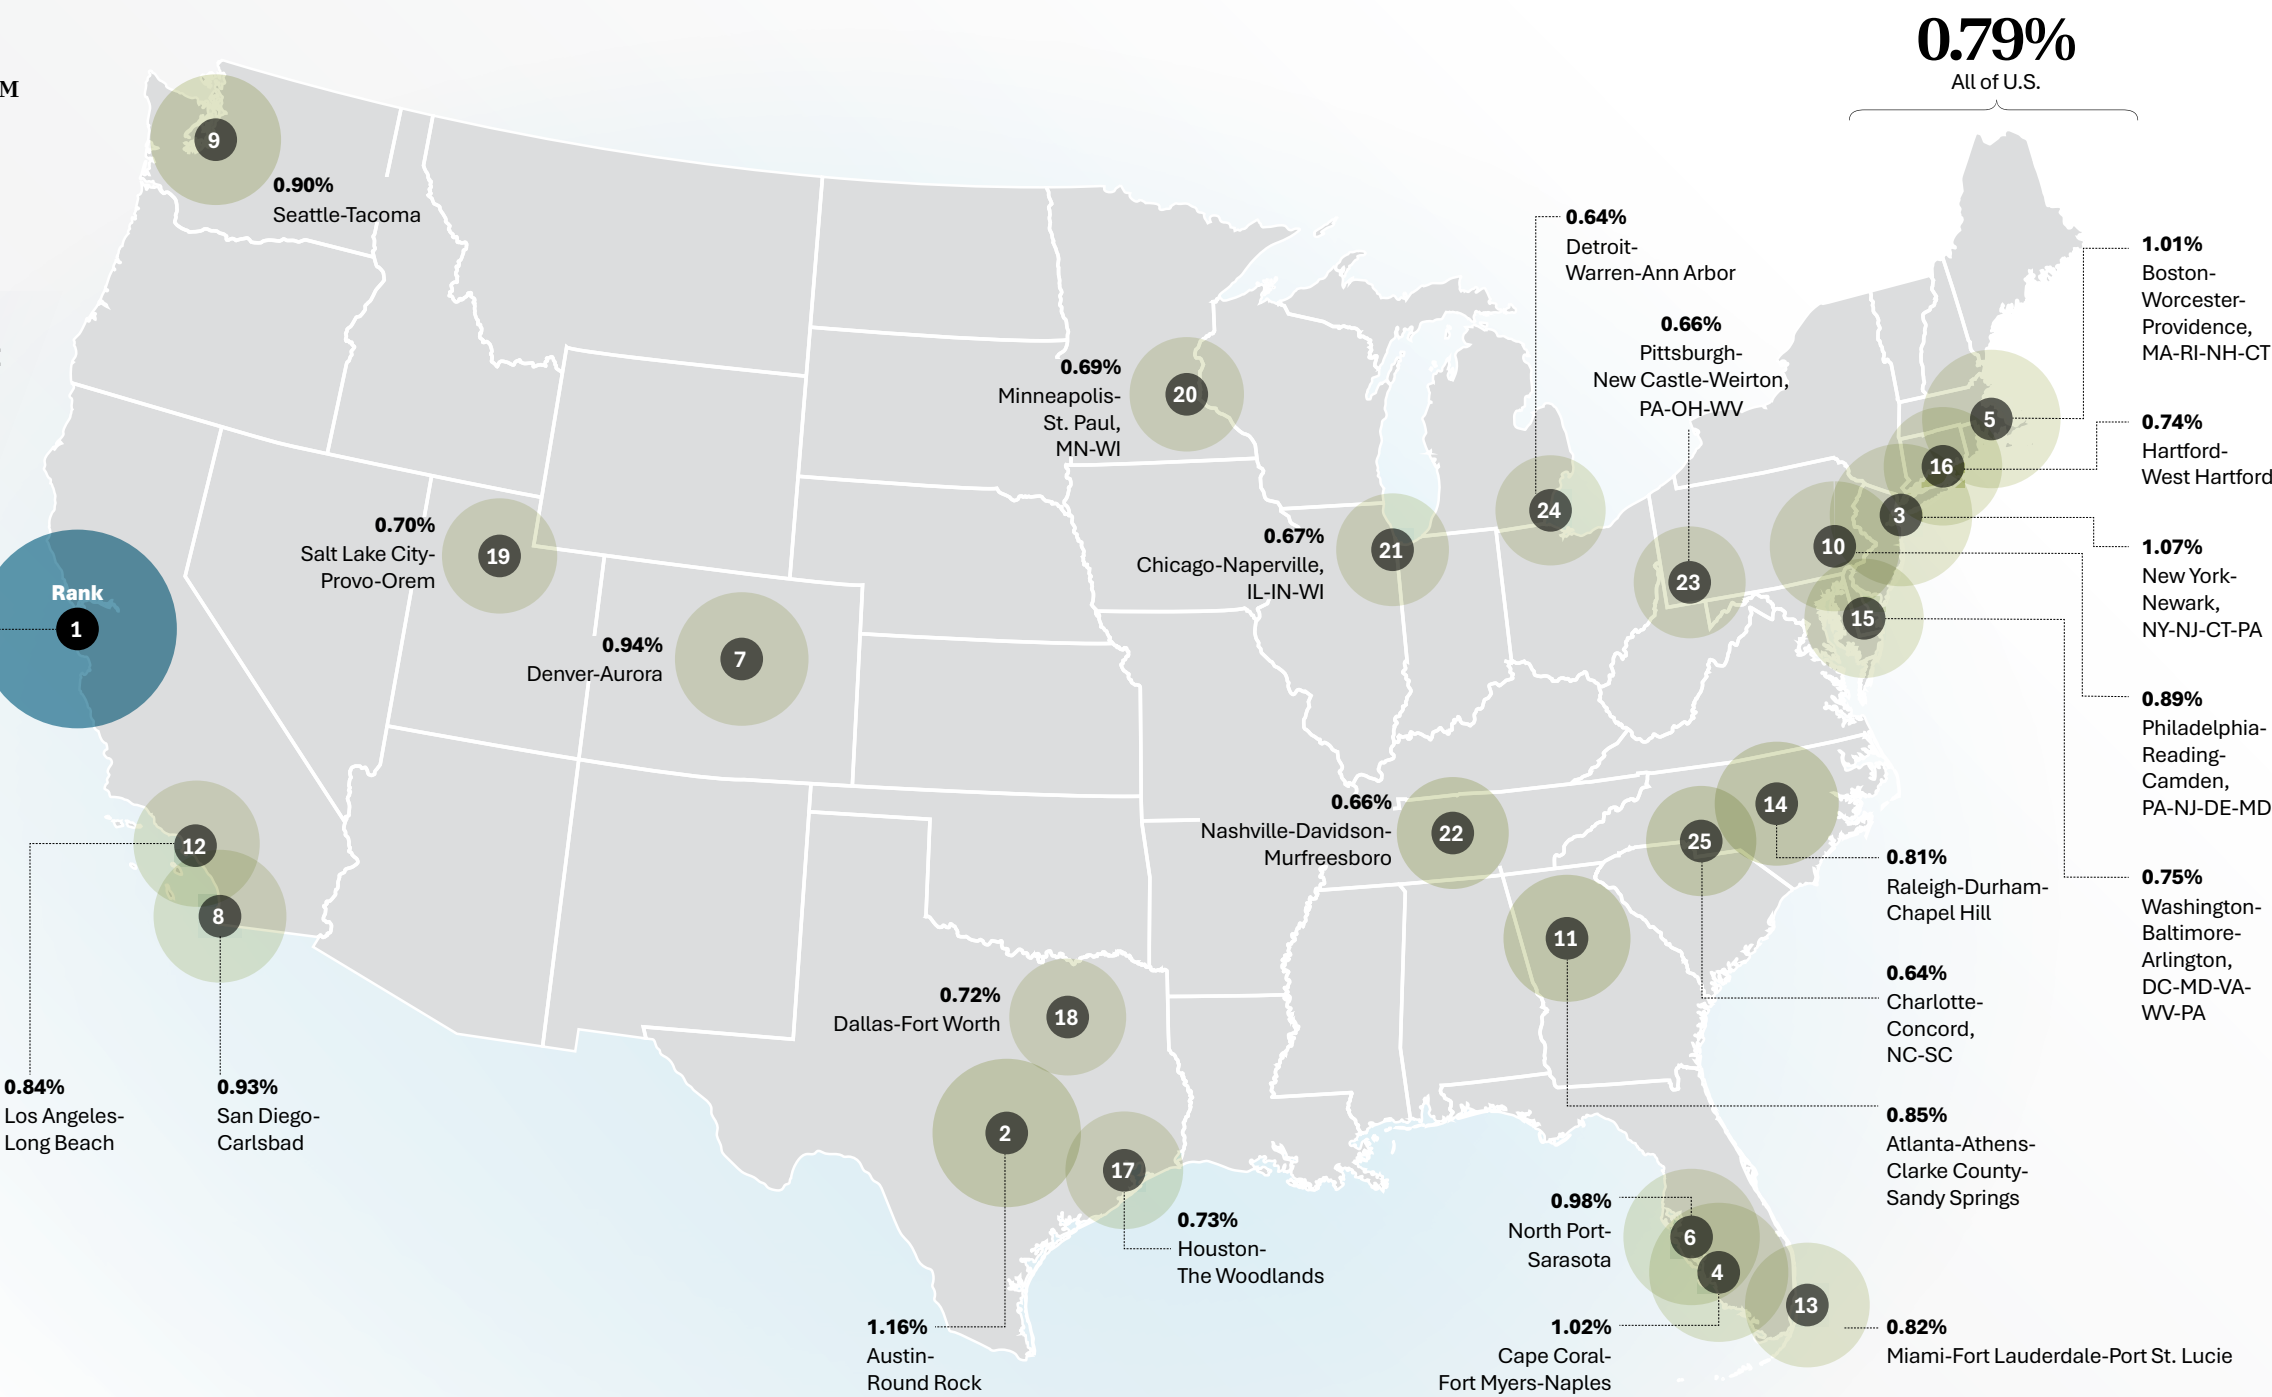 0.79%
All of U.S.
M
9
0.90%
Seattle-Tacoma
0.64%
Detroit-
Warren-Ann Arbor
24
0.66%
Pittsburgh-
New Castle-Weirton,
PA-OH-WV
23
1.01%
Boston-
Worcester-
Providence,
MA-RI-NH-CT
5
0.74%
Hartford-
West Hartford
16
1.07%
New York-
Newark,
NY-NJ-CT-PA
3
0.89%
Philadelphia-
Reading-
Camden,
PA-NJ-DE-MD
10
0.75%
Washington-
Baltimore-
Arlington,
DC-MD-VA-
WV-PA
15
0.69%
Minneapolis-
St. Paul,
MN-WI
20
0.67%
Chicago-Naperville,
IL-IN-WI
21
0.70%
Salt Lake City-
Provo-Orem
19
Rank
1
0.94%
Denver-Aurora
7
0.66%
Nashville-Davidson-
Murfreesboro
22
14
0.81%
Raleigh-Durham-
Chapel Hill
25
0.64%
Charlotte-
Concord,
NC-SC
11
0.85%
Atlanta-Athens-
Clarke County-
Sandy Springs
12
0.84%
Los Angeles-
Long Beach
8
0.93%
San Diego-
Carlsbad
0.72%
Dallas-Fort Worth
18
2
1.16%
Austin-
Round Rock
17
0.73%
Houston-
The Woodlands
0.98%
North Port-
Sarasota
6
4
1.02%
Cape Coral-
Fort Myers-Naples
13
0.82%
Miami-Fort Lauderdale-Port St. Lucie